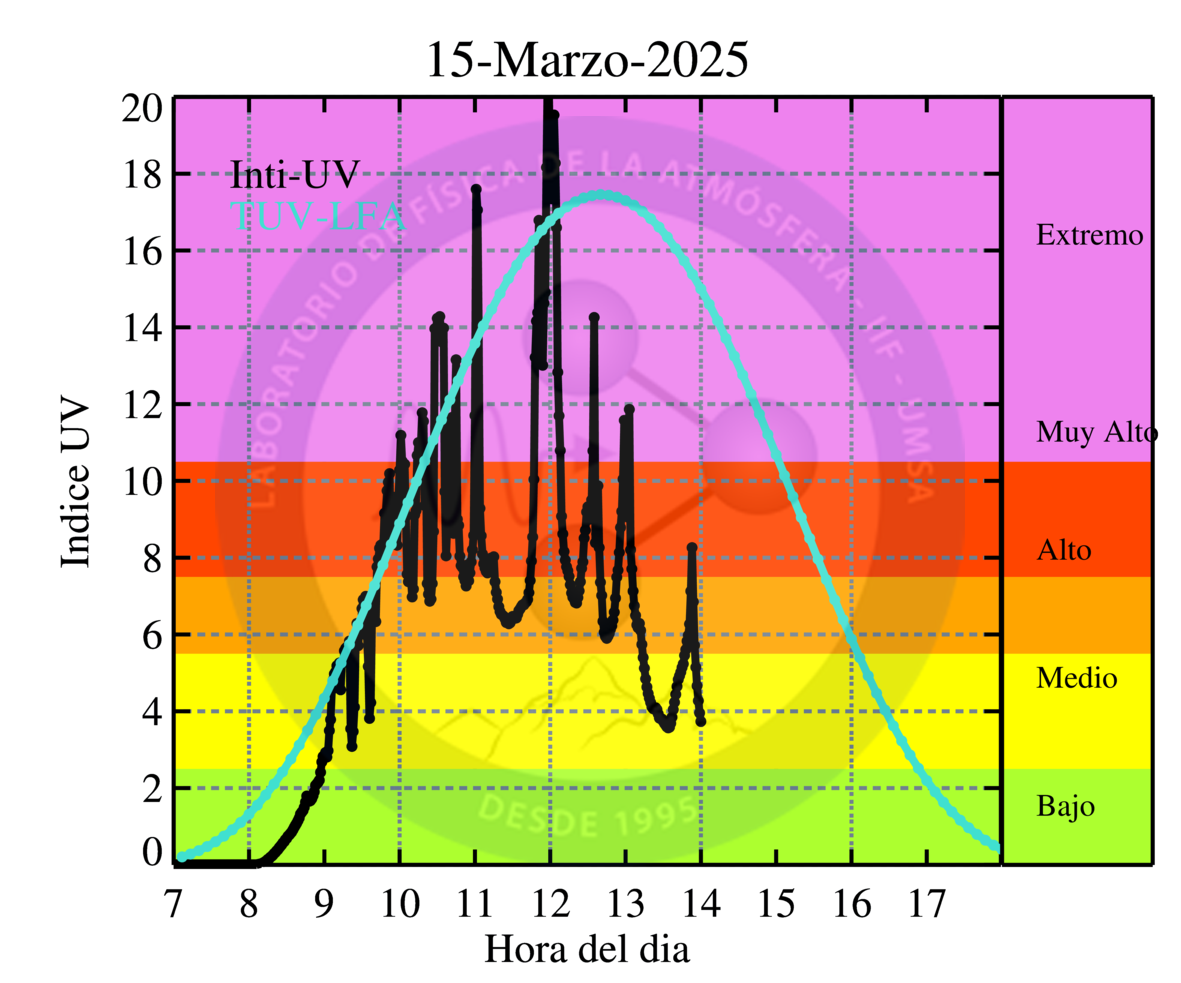 15-Marzo-2025
Inti-UV
TUV-LFA
Indice UV
20
18
16
14
12
10
8
6
4
2
0
7 8 9 10 11 12 13 14 15 16 17
Hora del dia
Extremo
Muy Alto
Alto
Medio
Bajo
LABORATORIO DE FÍSICA DE LA ATMÓSFERA - IIF - UMSA
DESDE 1995